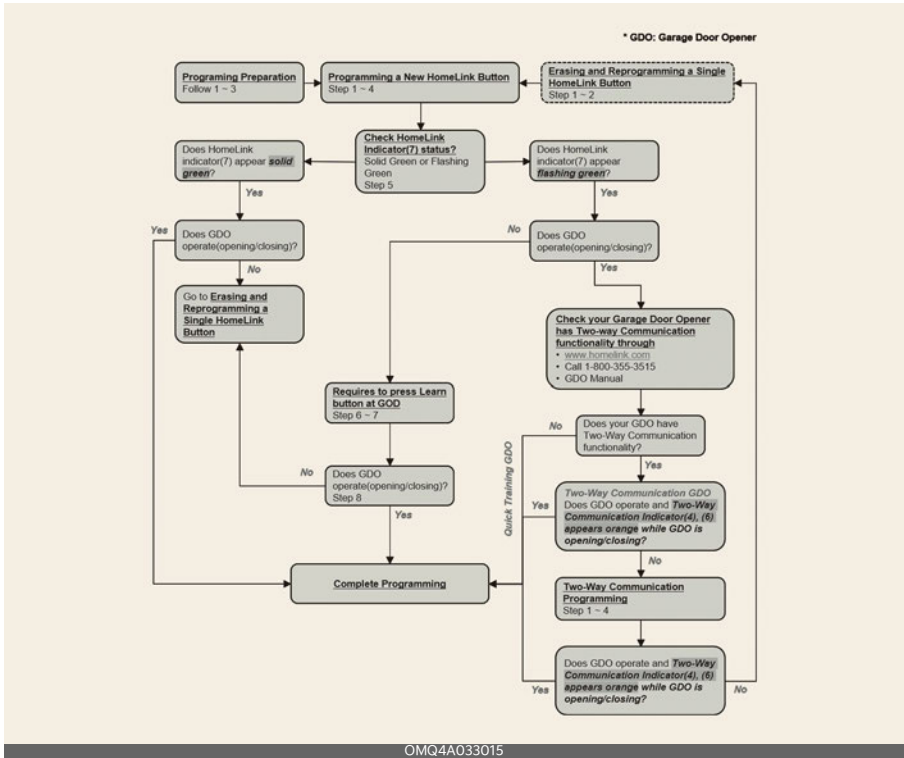 * GDO: Garage Door Opener
Programing Preparation
Follow 1 ~ 3
Programming a New HomeLink Button
Step 1 ~ 4
Erasing and Reprogramming a Single
HomeLink Button
Step 1 ~ 2
Does HomeLink
indicator(7) appear solid
green?
Check HomeLink
Indicator(7) status?
Solid Green or Flashing
Green
Step 5
Does HomeLink
indicator(7) appear
flashing green?
Yes
Yes
Yes
Does GDO
operate(opening/closing)?
No
Does GDO
operate(opening/closing)?
No
Yes
Go to Erasing and
Reprogramming a
Single HomeLink
Button
Check your Garage Door Opener
has Two-way Communication
functionality through
• www.homelink.com
• Call 1-800-355-3515
• GDO Manual
Requires to press Learn
button at GOD
Step 6 ~ 7
No
Does your GDO have
Two-Way Communication
functionality?
Yes
Quick Training GDO
No
Does GDO
operate(opening/closing)?
Step 8
Yes
Yes
Two-Way Communication GDO
Does GDO operate and Two-Way
Communication Indicator(4), (6)
appears orange while GDO is
opening/closing?
No
Complete Programming
Two-Way Communication
Programming
Step 1 ~ 4
Yes
Does GDO operate and Two-Way
Communication Indicator(4), (6)
appears orange while GDO is
opening/closing?
No
OMQ4A033015